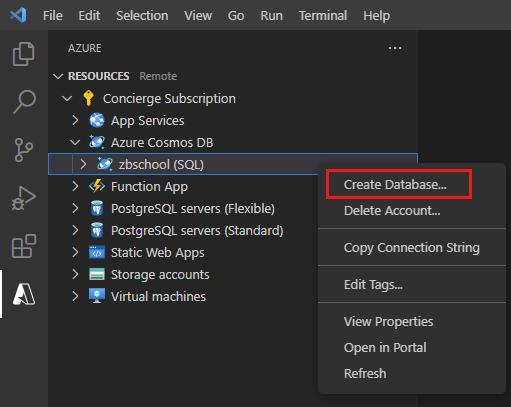 File Edit View Go Run Terminal Help
AZURE
RESOURCES Remote
Concierge Subscription
App Services
Azure Cosmos DB
zbschool (SQL)
Function App
PostgreSQL servers (Flexible)
PostgreSQL servers (Standard)
Static Web Apps
Storage accounts
Virtual machines
Create Database...
Delete Account...
Copy Connection String
Edit Tags...
View Properties
Open in Portal
Refresh